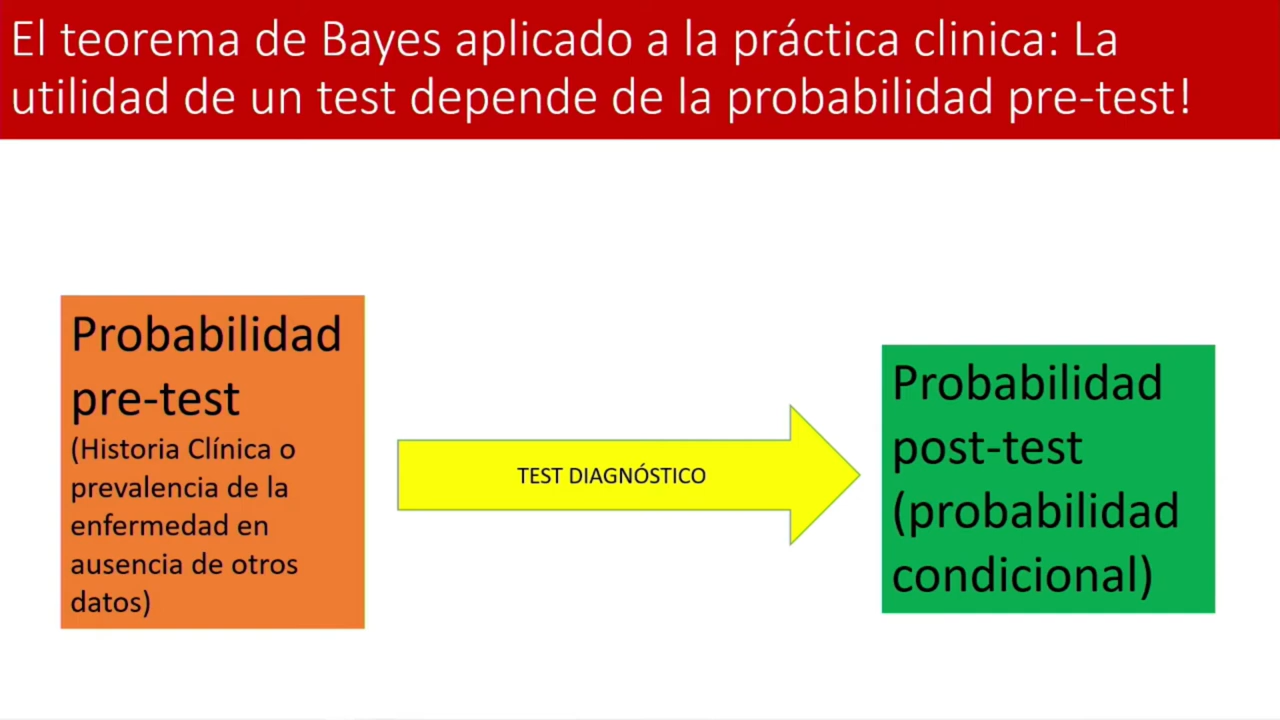 El teorema de Bayes aplicado a la práctica clinica: La
utilidad de un test depende de la probabilidad pre-test!
Probabilidad
pre-test
(Historia Clínica o
prevalencia de la
enfermedad en
ausencia de otros
datos)
TEST DIAGNÓSTICO
Probabilidad
post-test
(probabilidad
condicional)